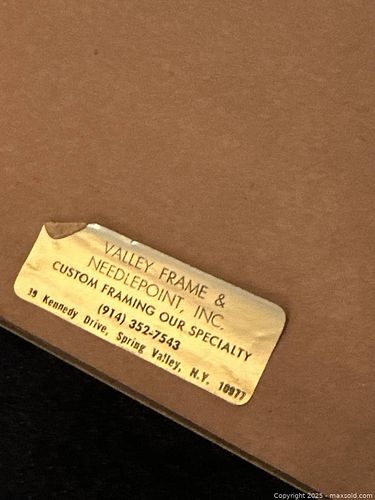 VALLEY FRAME &
NEEDLEPOINT, INC.
CUSTOM FRAMING OUR SPECIALTY
(914) 352-7543
39 Kennedy Drive, Spring Valley, N.Y. 10977
Copyright 2025 - maxsold.com